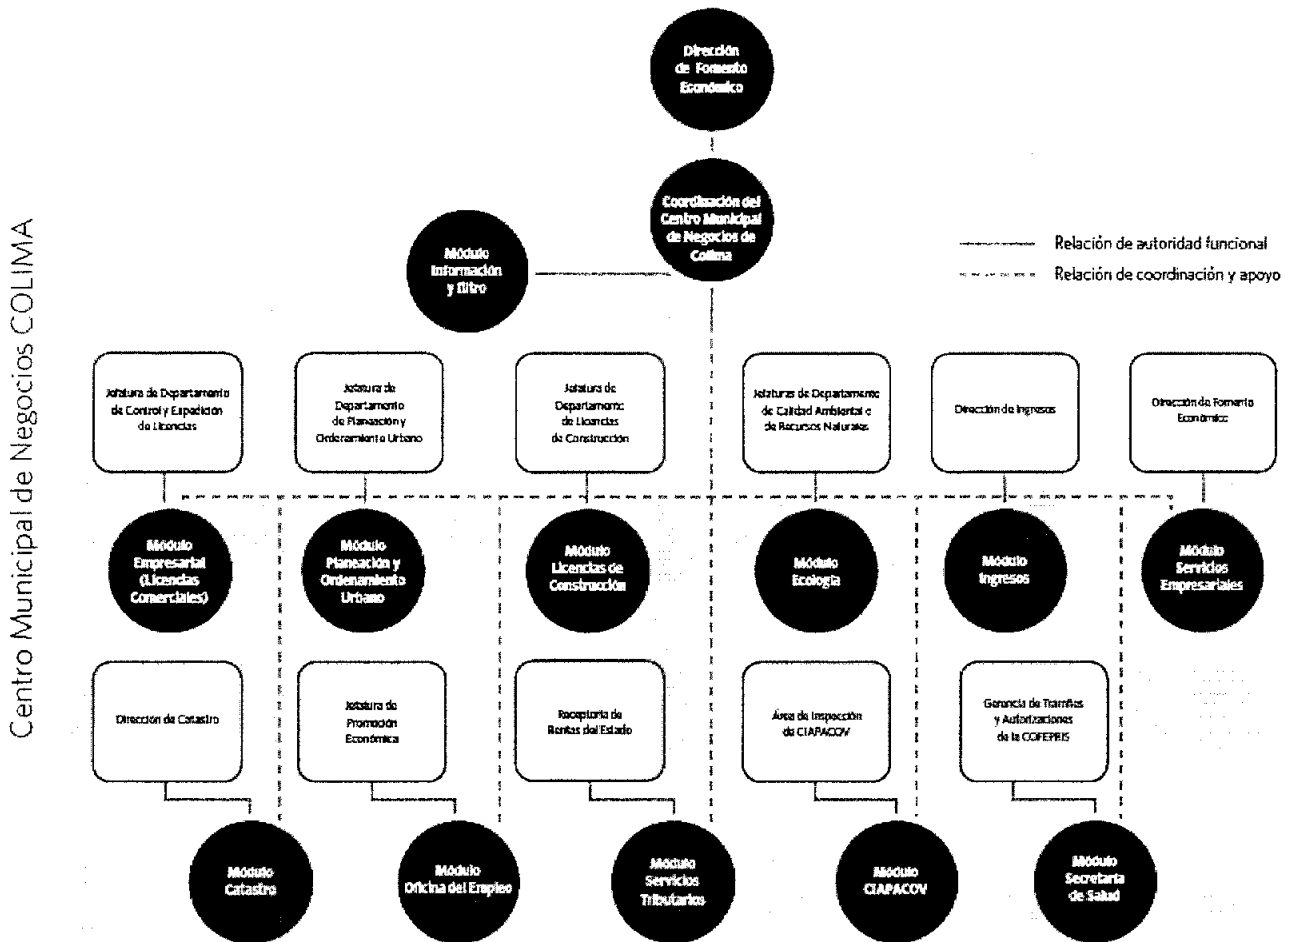 Centro Municipal de Negocios COLIMA
Dirección
de Fomento
Económico
Coordinación del
Centro Municipal
de Negocios de
Colima
Módulo
Información
y filtro
Relación de autoridad funcional
Relación de coordinación y apoyo
Jefatura de Departamento
de Control y Expedición
de Licencias
Jefatura de
Departamento
de Planeación y
Ordenamiento Urbano
Jefatura de
Departamento
de Licencias
de Construcción
Jefaturas de Departamento
de Calidad Ambiental o
de Recursos Naturales
Dirección de Ingresos
Dirección de Fomento
Económico
Módulo
Empresarial
(Licencias
Comerciales)
Módulo
Planeación y
Ordenamiento
Urbano
Módulo
Licencias de
Construcción
Módulo
Ecología
Módulo
Ingresos
Módulo
Servicios
Empresariales
Dirección de Catastro
Jefatura de
Promoción
Económica
Receptoría de
Rentas del Estado
Área de Inspección
de CIAPACOV
Gerencia de Tramites
y Autorizaciones
de la COFEPRIS
Módulo
Catastro
Módulo
Oficina del Empleo
Módulo
Servicios
Tributarios
Módulo
CIAPACOV
Módulo
Secretaría
de Salud